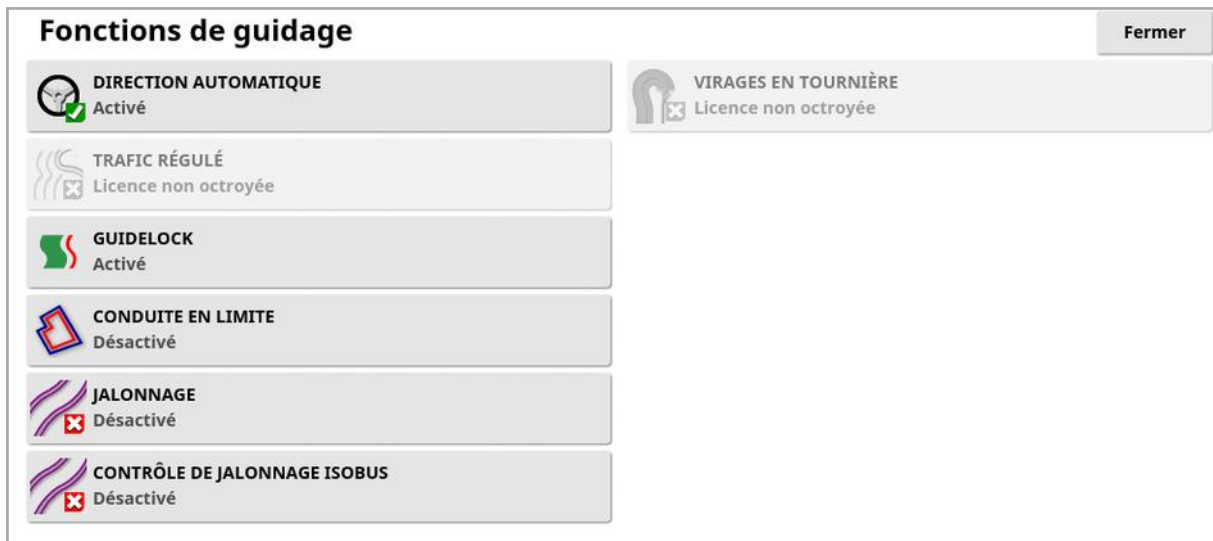 Fonctions de guidage
Fermer
DIRECTION AUTOMATIQUE
Activé
VIRAGES EN TOURNIÈRE
Licence non octroyée
TRAFIC RÉGULÉ
Licence non octroyée
GUIDELOCK
Activé
CONDUITE EN LIMITE
Désactivé
JALONNAGE
Désactivé
CONTRÔLE DE JALONNAGE ISOBUS
Désactivé